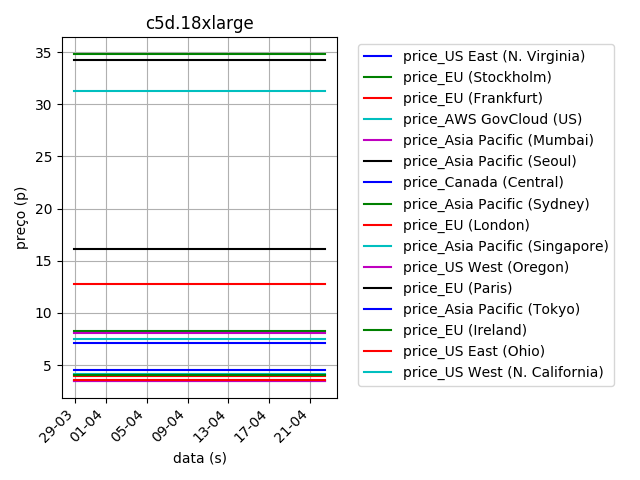 c5d.18xlarge
35
30
25
20
15
10
5
preço (p)
29-03
01-04
05-04
09-04
13-04
17-04
21-04
data (s)
price_US East (N. Virginia)
price_EU (Stockholm)
price_EU (Frankfurt)
price_AWS GovCloud (US)
price_Asia Pacific (Mumbai)
price_Asia Pacific (Seoul)
price_Canada (Central)
price_Asia Pacific (Sydney)
price_EU (London)
price_Asia Pacific (Singapore)
price_US West (Oregon)
price_EU (Paris)
price_Asia Pacific (Tokyo)
price_EU (Ireland)
price_US East (Ohio)
price_US West (N. California)